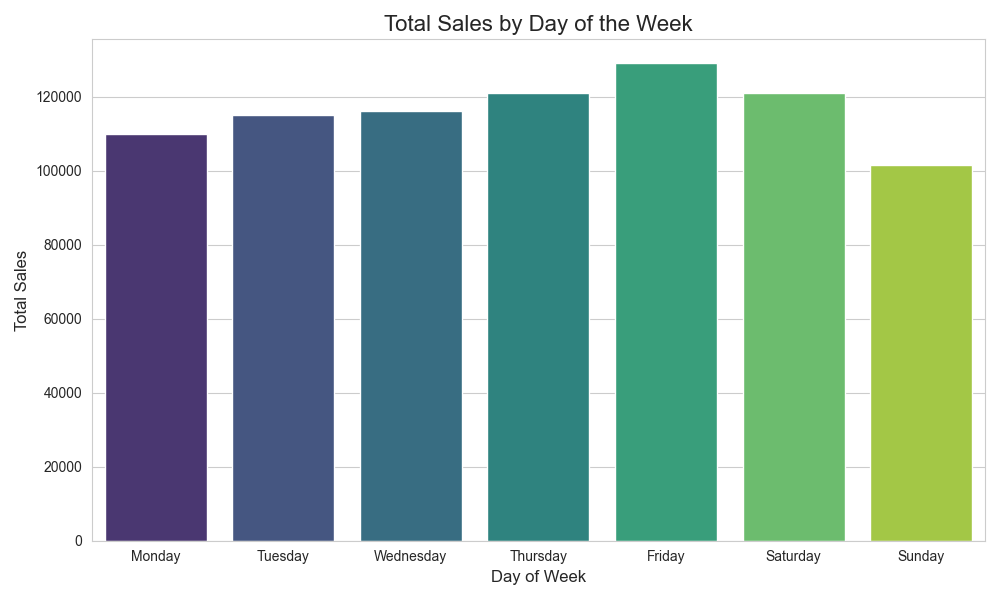 Total Sales by Day of the Week
Total Sales
120000
100000
80000
60000
40000
20000
0
Monday Tuesday Wednesday Thursday Friday Saturday Sunday
Day of Week